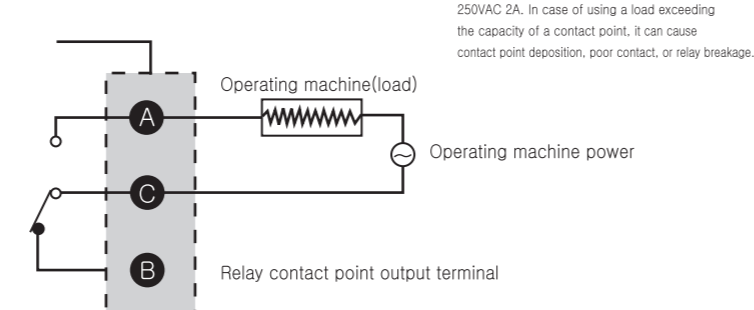 250VAC 2A. In case of using a load exceeding
the capacity of a contact point, it can cause
contact point deposition, poor contact, or relay breakage.
Operating machine(load)
A
Operating machine power
C
B
Relay contact point output terminal